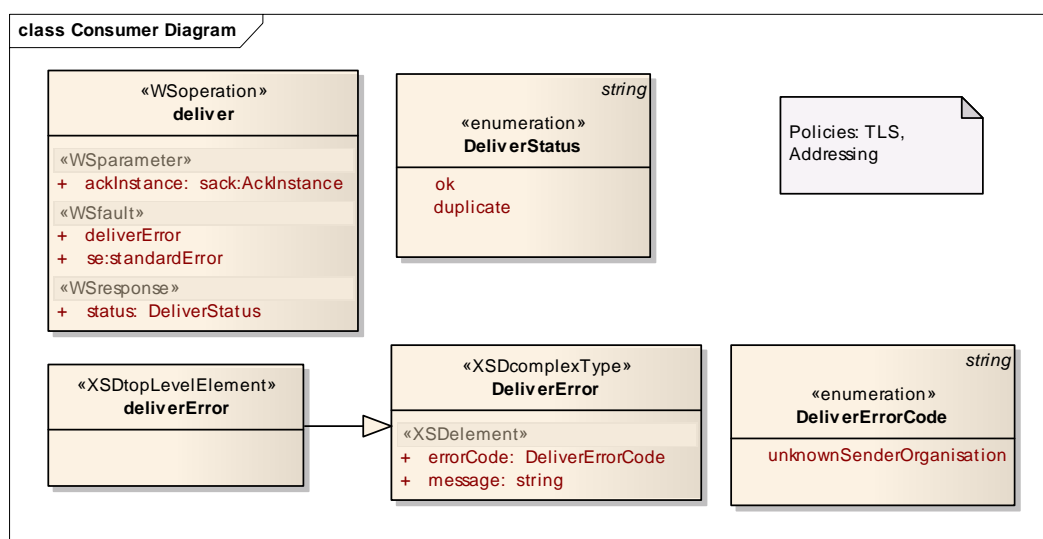 class Consumer Diagram
«WSoperation»
deliver
«WSparameter»
+ ackInstance: sack:AckInstance
«WSfault»
+ deliverError
+ se:standardError
«WSresponse»
+ status: DeliverStatus
string
«enumeration»
DeliverStatus
ok
duplicate
Policies: TLS,
Addressing
«XSDtopLevelElement»
deliverError
«XSDcomplexType»
DeliverError
«XSDelement»
+ errorCode: DeliverErrorCode
+ message: string
string
«enumeration»
DeliverErrorCode
unknownSenderOrganisation